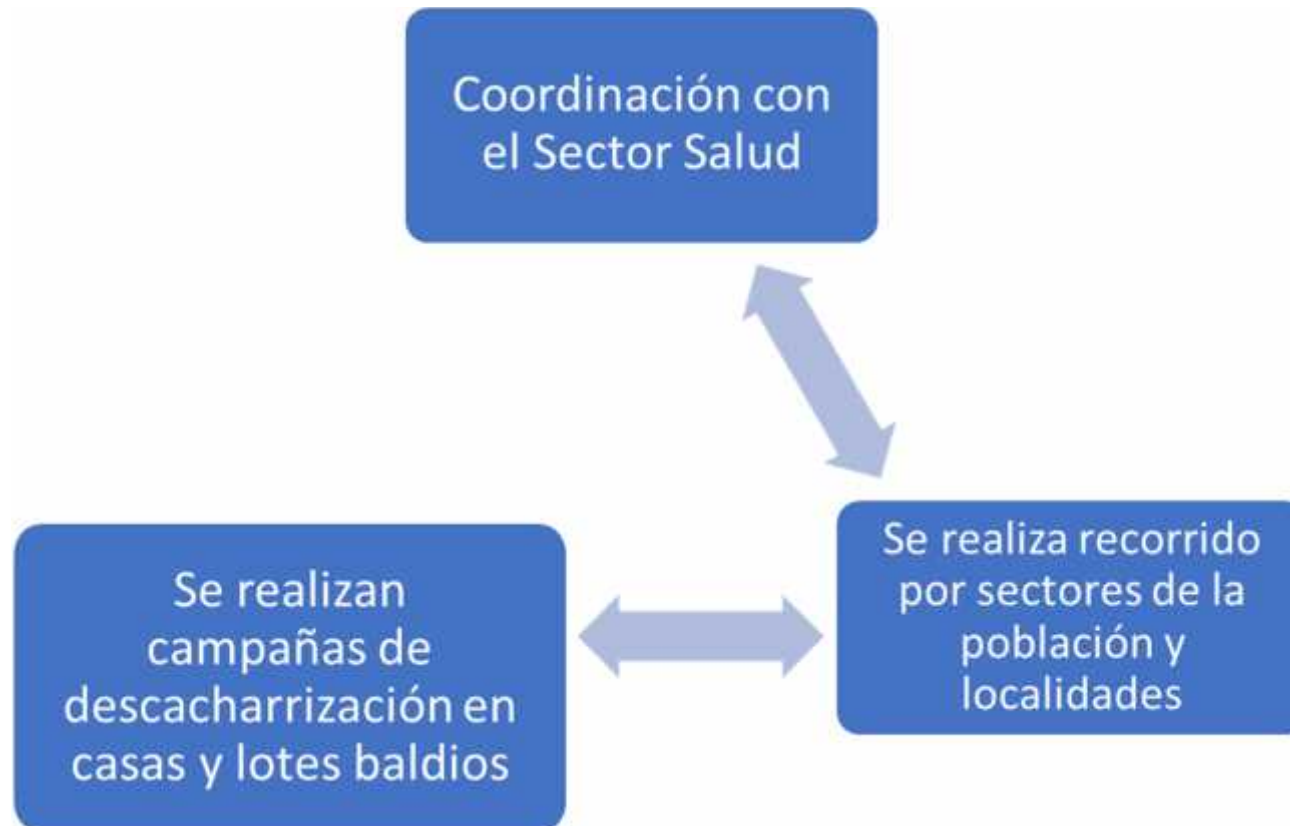 Coordinación con
el Sector Salud
Se realiza recorrido
por sectores de la
población y
localidades
Se realizan
campañas de
descacharrización en
casas y lotes baldios